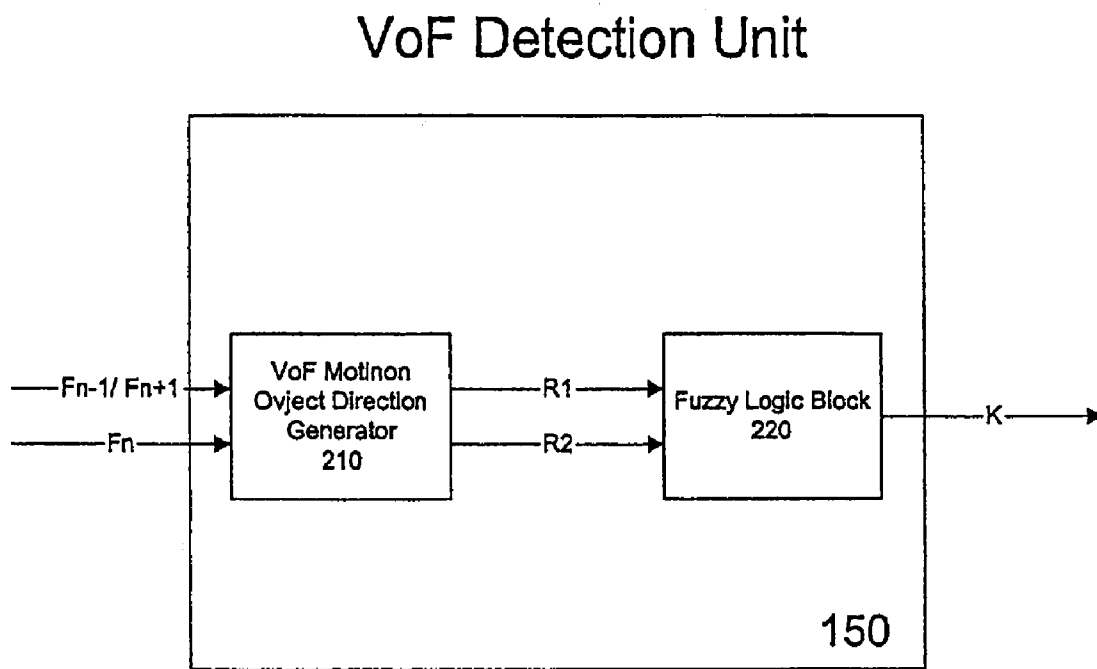 VoF Detection Unit
Fn-1/ Fn+1
Fn
VoF Motinon
Ovject Direction
Generator
210
R1
R2
Fuzzy Logic Block
220
K
150